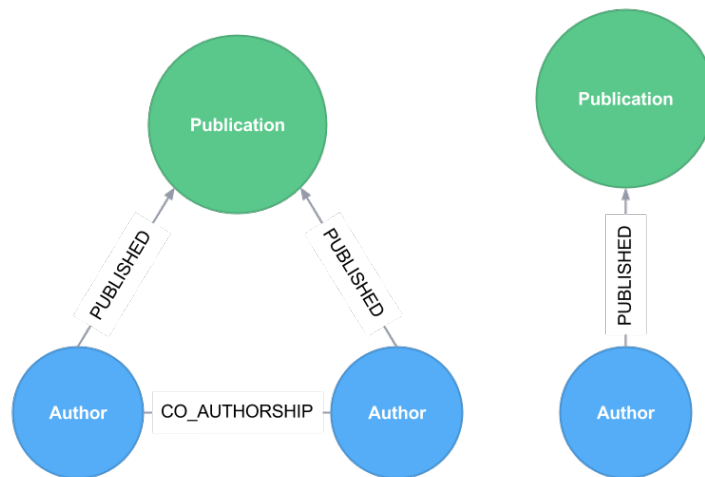 Publication
Publication
PUBLISHED
PUBLISHED
PUBLISHED
Author
CO_AUTHORSHIP
Author
Author